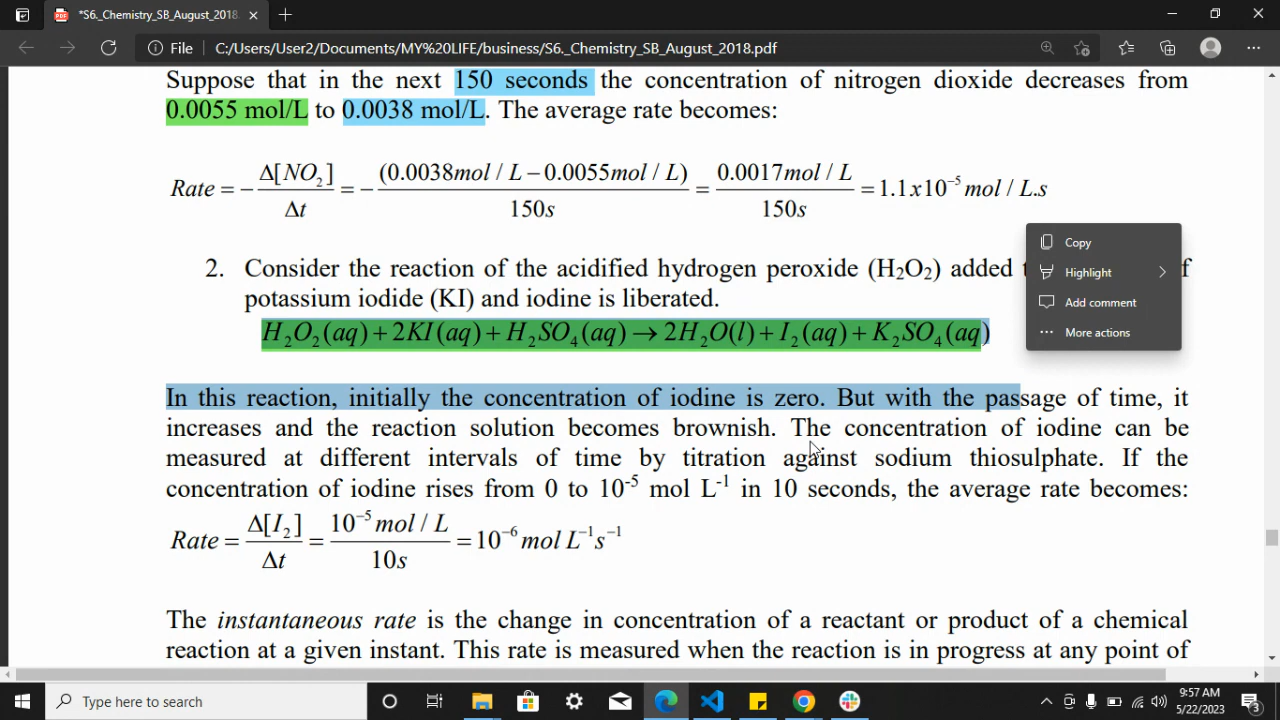 *S6._Chemistry_SB_August_2018.
File C:/Users/User2/Documents/MY%20LIFE/business/S6._Chemistry_SB_August_2018.pdf
Suppose that in the next 150 seconds the concentration of nitrogen dioxide decreases from
0.0055 mol/L to 0.0038 mol/L. The average rate becomes:
Rate = − Δ[NO₂]/Δt = − (0.0038mol / L − 0.0055mol / L)/150s = 0.0017mol / L/150s = 1.1x10⁻⁵ mol / L.s
2. Consider the reaction of the acidified hydrogen peroxide (H₂O₂) added
potassium iodide (KI) and iodine is liberated.
H₂O₂(aq) + 2KI(aq) + H₂SO₄(aq) → 2H₂O(l) + I₂(aq) + K₂SO₄(aq)
Copy
Highlight
Add comment
More actions
In this reaction, initially the concentration of iodine is zero. But with the passage of time, it
increases and the reaction solution becomes brownish. The concentration of iodine can be
measured at different intervals of time by titration against sodium thiosulphate. If the
concentration of iodine rises from 0 to 10⁻⁵ mol L⁻¹ in 10 seconds, the average rate becomes:
Rate = Δ[I₂]/Δt = 10⁻⁵ mol / L/10s = 10⁻⁶ mol L⁻¹s⁻¹
The instantaneous rate is the change in concentration of a reactant or product of a chemical
reaction at a given instant. This rate is measured when the reaction is in progress at any point of
Type here to search
9:57 AM
5/22/2023
3